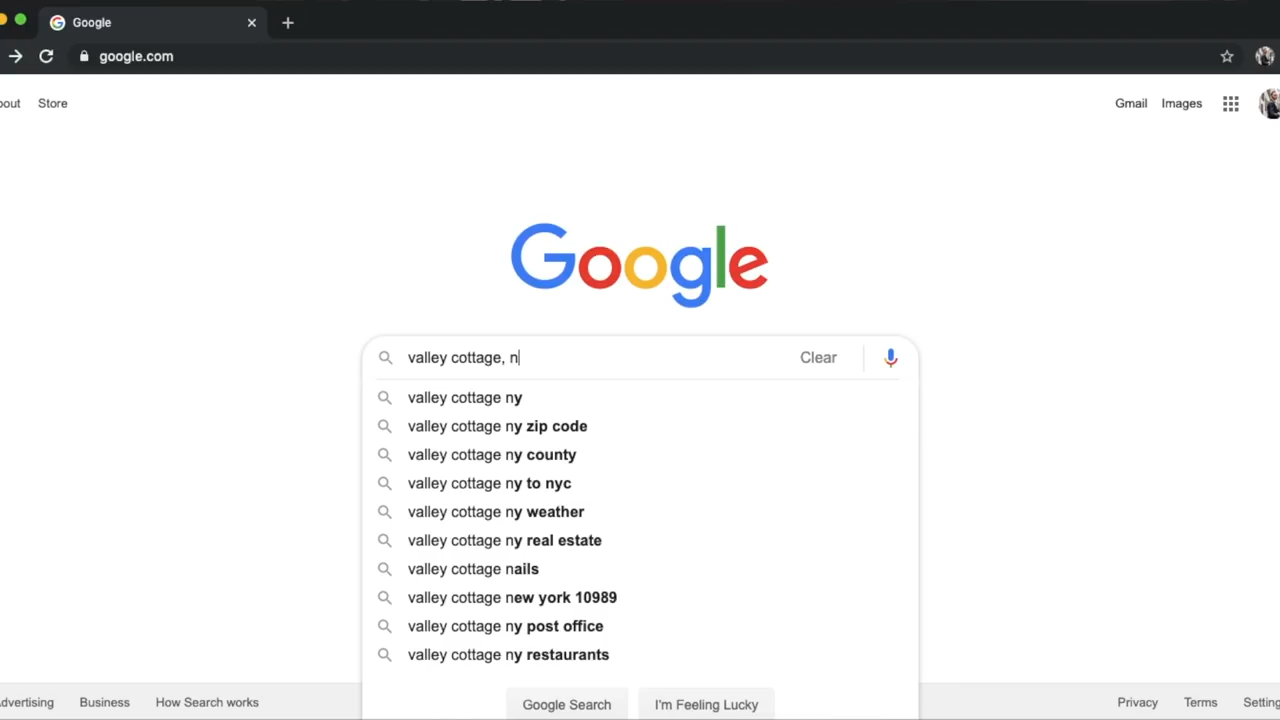 Google
google.com
bout
Store
Gmail
Images
Google
valley cottage, n
Clear
valley cottage ny
valley cottage ny zip code
valley cottage ny county
valley cottage ny to nyc
valley cottage ny weather
valley cottage ny real estate
valley cottage nails
valley cottage new york 10989
valley cottage ny post office
valley cottage ny restaurants
Google Search
I'm Feeling Lucky
dvertising
Business
How Search works
Privacy
Terms
Setting